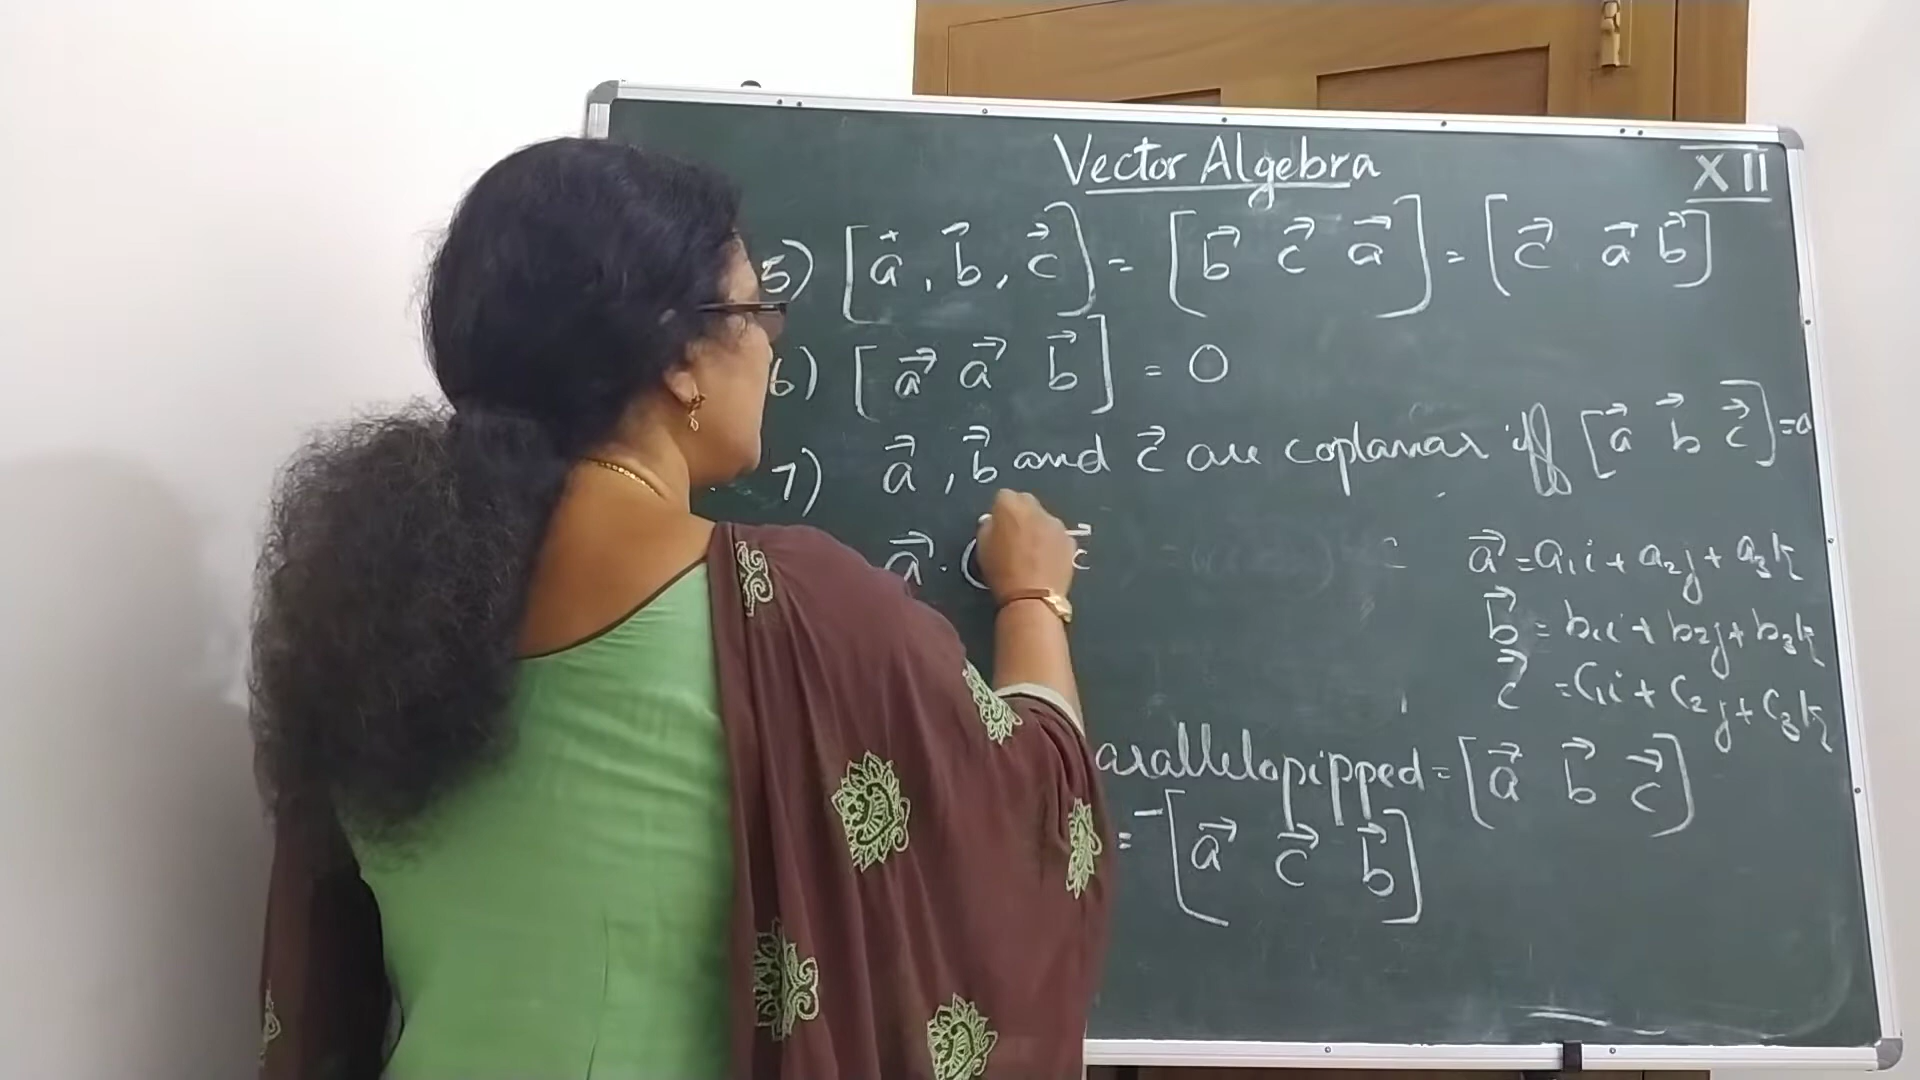 Vector Algebra
XII
5) [a⃗, b⃗, c⃗] = [b⃗ c⃗ a⃗] = [c⃗ a⃗ b⃗]
6) [a⃗ a⃗ b⃗] = 0
7) a⃗, b⃗ and c⃗ are coplanar iff [a⃗ b⃗ c⃗] = 0
a⃗ . ( c⃗
a⃗ = a₁i + a₂j + a₃k
b⃗ = b₁i + b₂j + b₃k
c⃗ = c₁i + c₂j + c₃k
arallelopipped = [a⃗ b⃗ c⃗]
= -[a⃗ c⃗ b⃗]